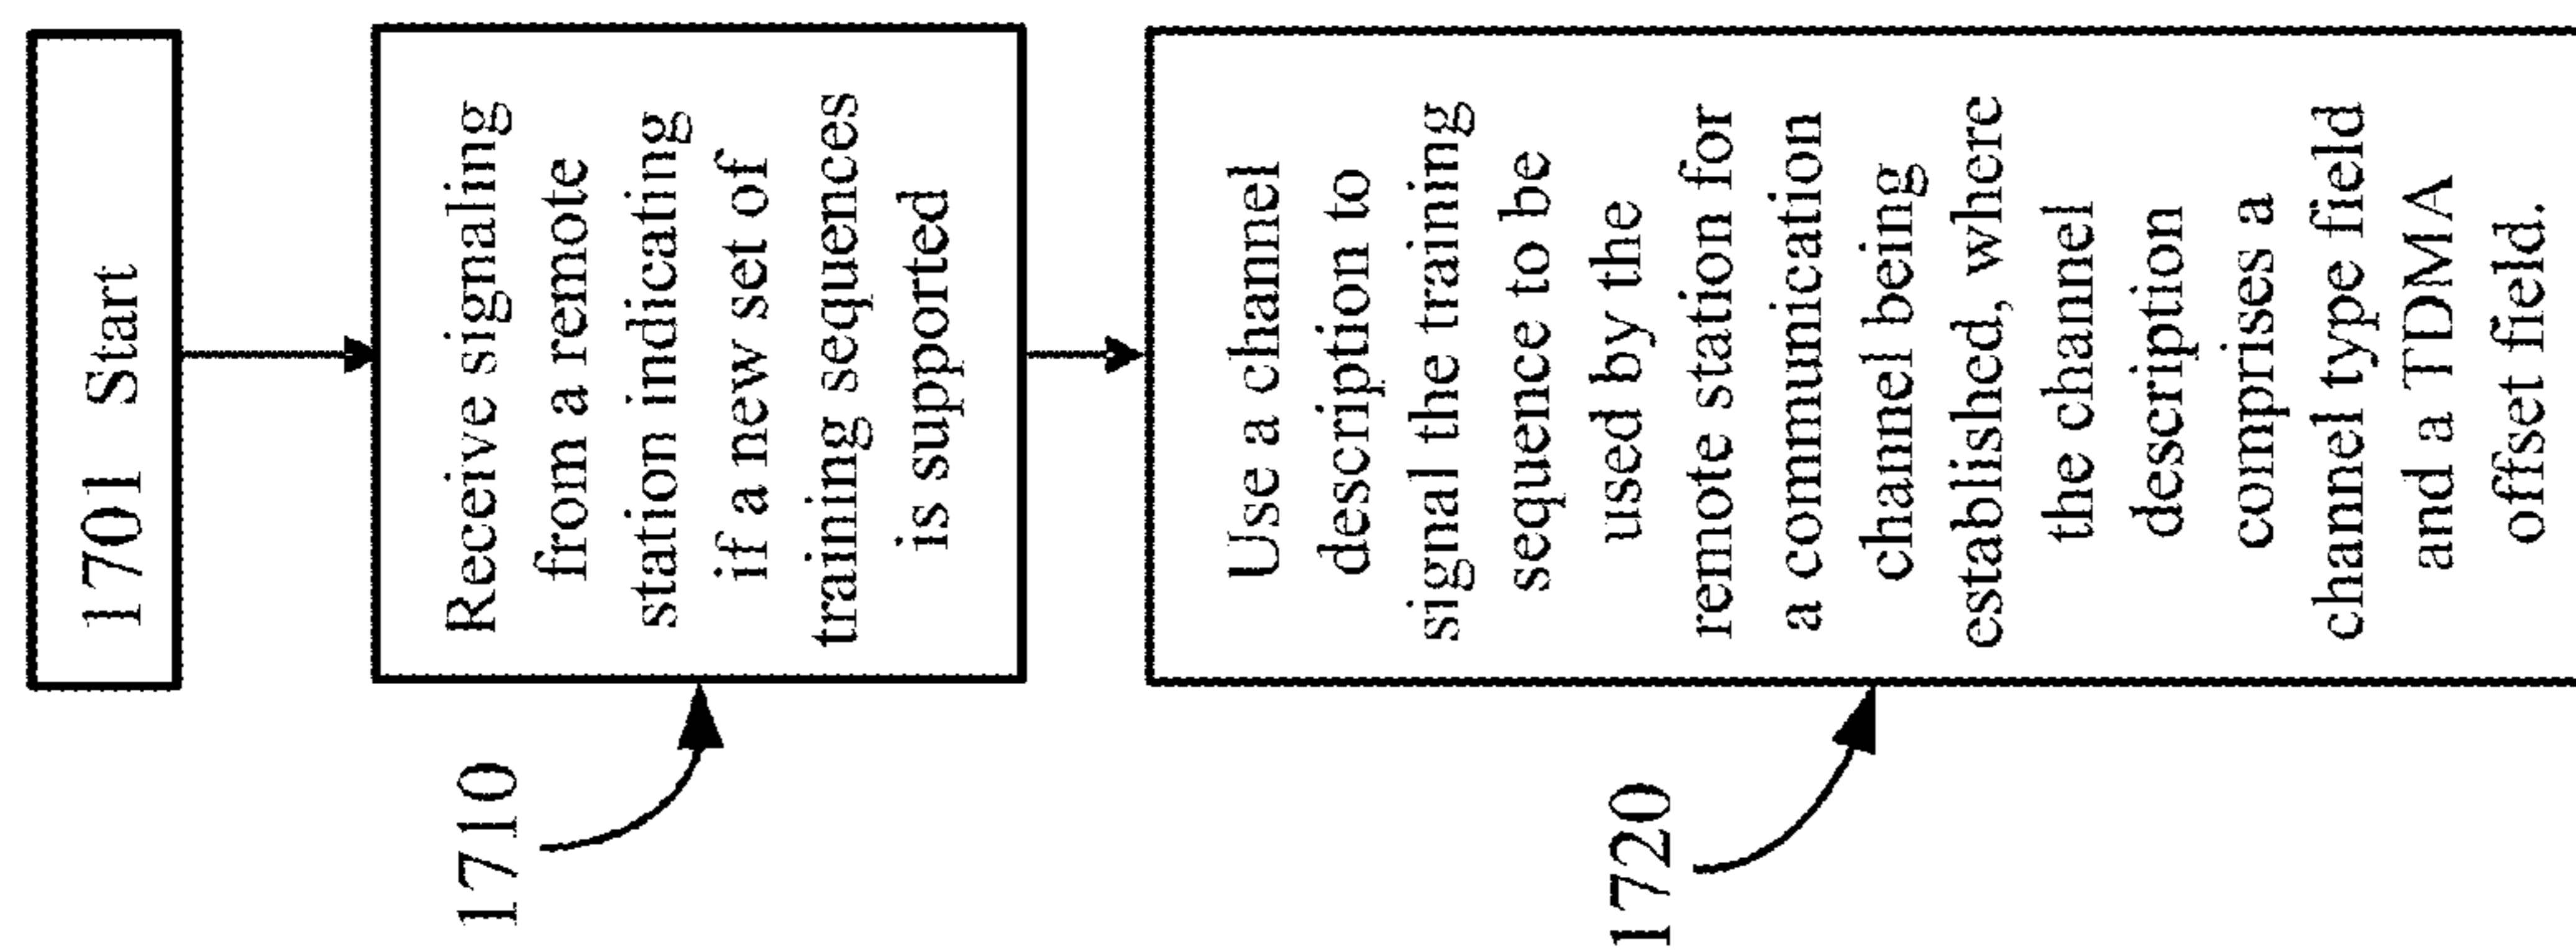 1701 Start
1710
Receive signaling
from a remote
station indicating
if a new set of
training sequences
is supported
1720
Use a channel
description to
signal the training
sequence to be
used by the
remote station for
a communication
channel being
established, where
the channel
description
comprises a
channel type field
and a TDMA
offset field.